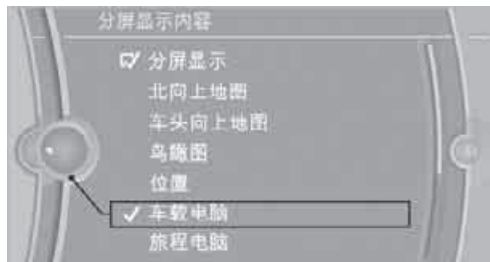 分屏显示内容
分屏显示
北向上地图
车头向上地图
鸟瞰图
位置
车载电脑
旅程电脑